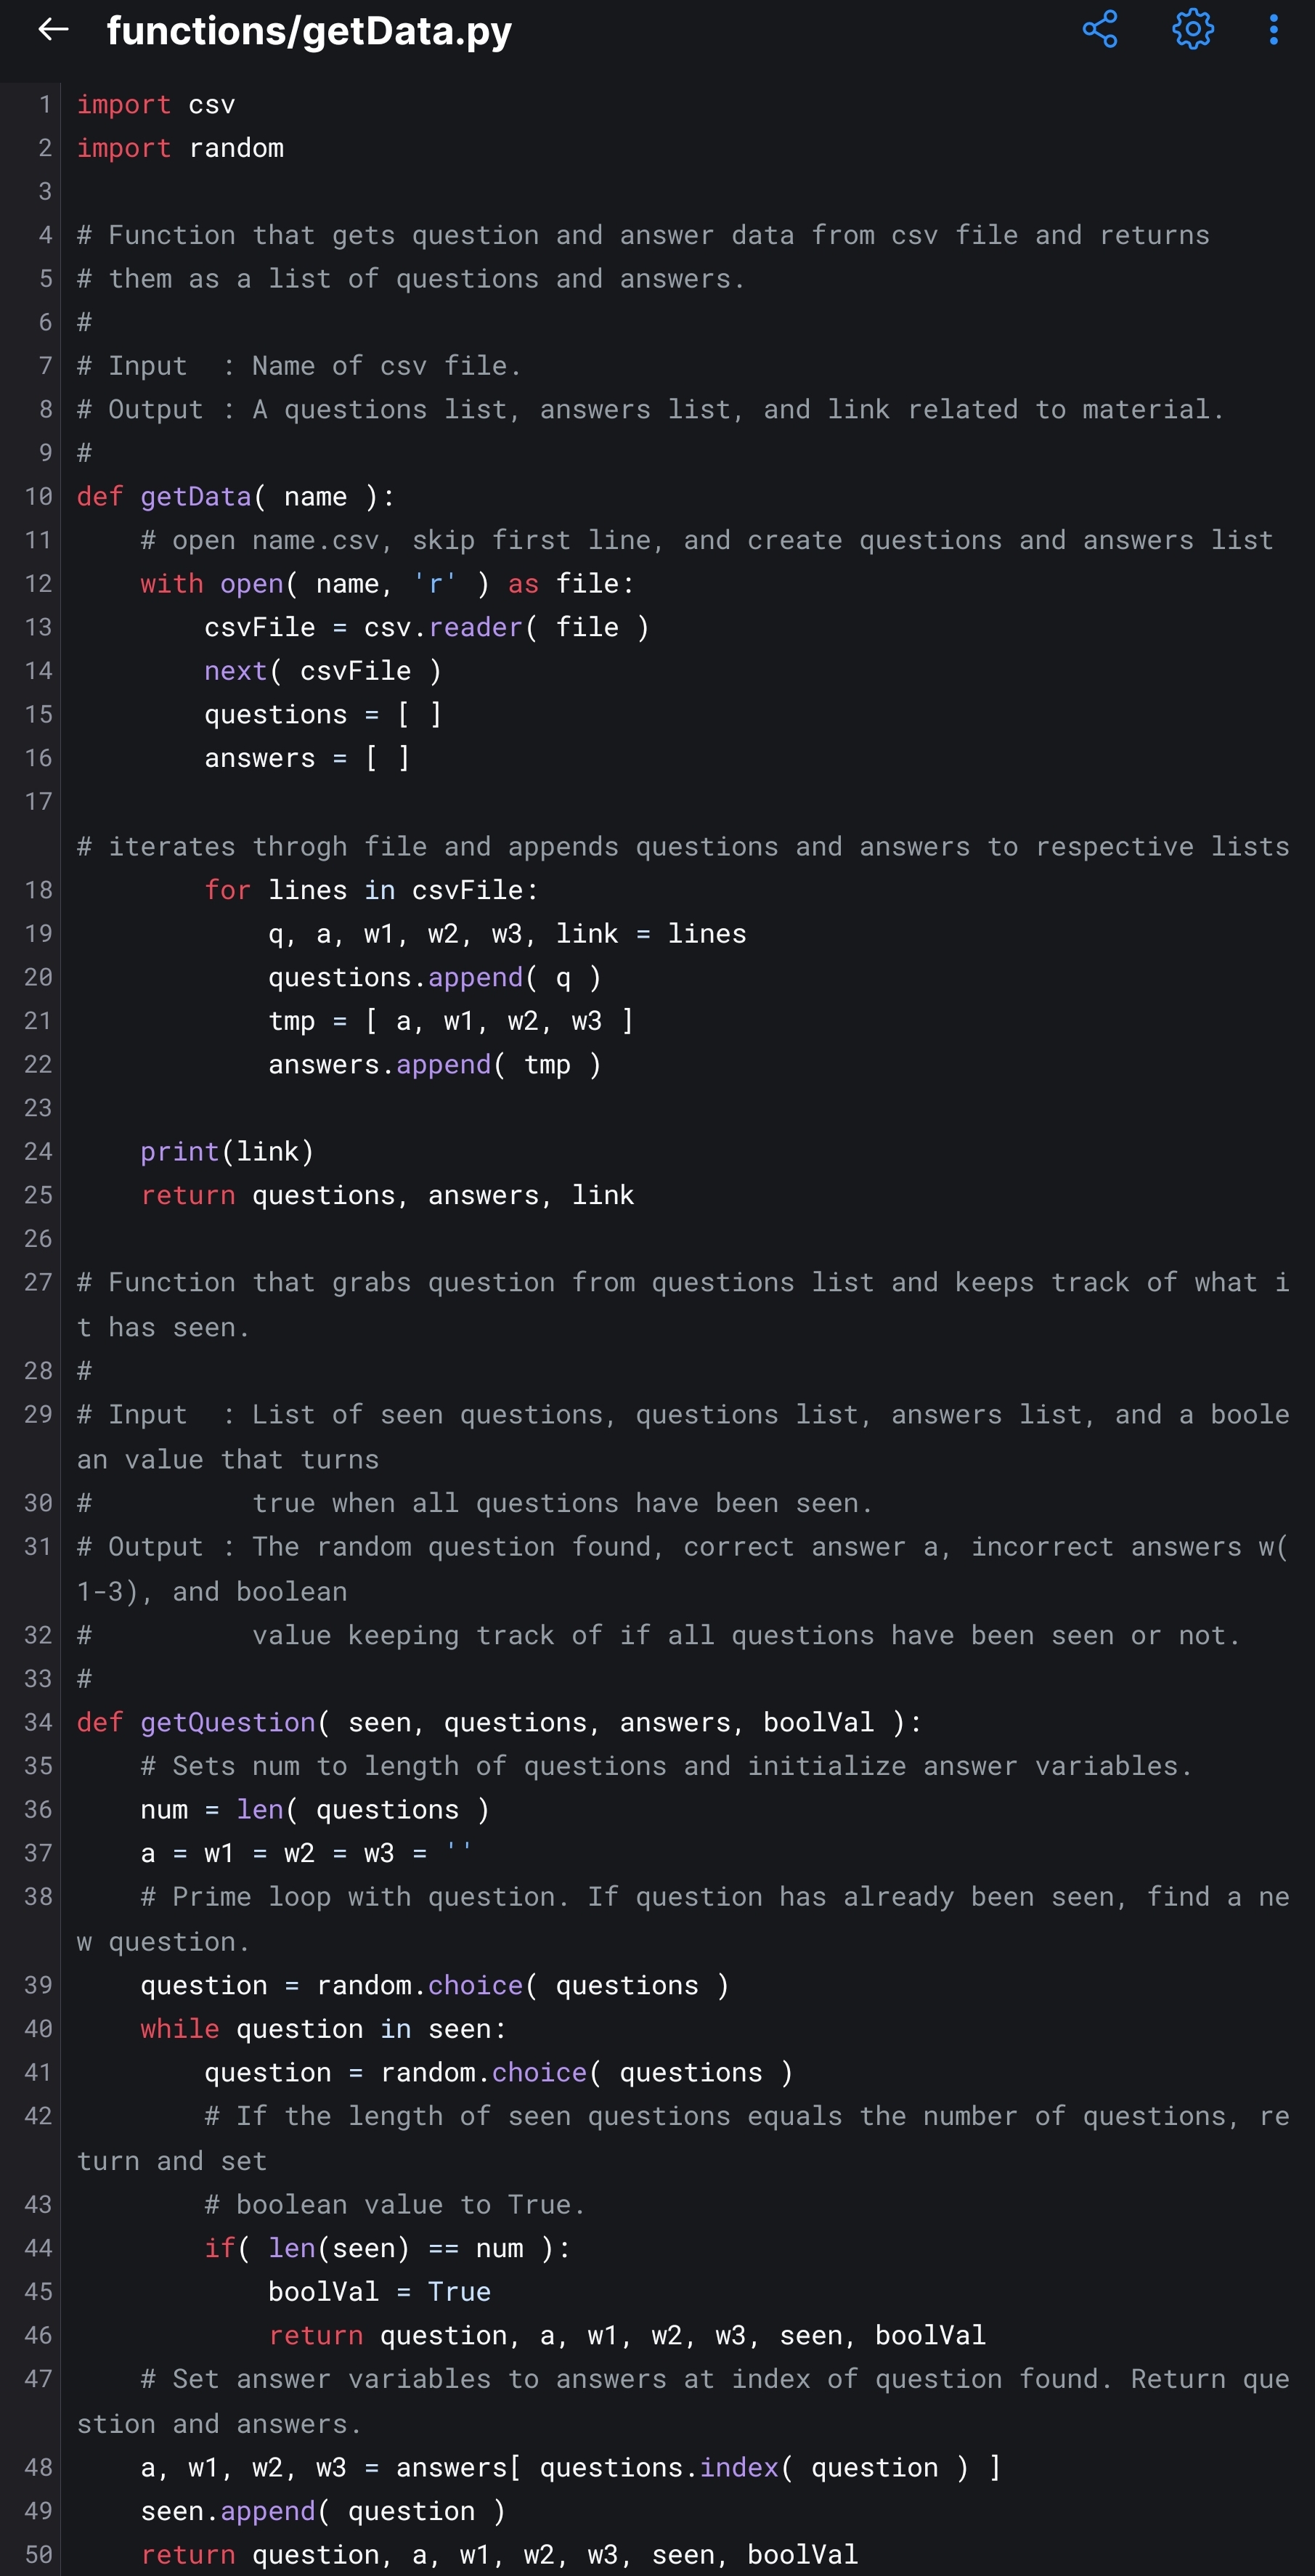 functions/getData.py
1 import csv
2 import random
3
4 # Function that gets question and answer data from csv file and returns
5 # them as a list of questions and answers.
6 #
7 # Input  : Name of csv file.
8 # Output : A questions list, answers list, and link related to material.
9 #
10 def getData( name ):
11     # open name.csv, skip first line, and create questions and answers list
12     with open( name, 'r' ) as file:
13         csvFile = csv.reader( file )
14         next( csvFile )
15         questions = [ ]
16         answers = [ ]
17
# iterates throgh file and appends questions and answers to respective lists
18         for lines in csvFile:
19             q, a, w1, w2, w3, link = lines
20             questions.append( q )
21             tmp = [ a, w1, w2, w3 ]
22             answers.append( tmp )
23
24     print(link)
25     return questions, answers, link
26
27 # Function that grabs question from questions list and keeps track of what i
t has seen.
28 #
29 # Input  : List of seen questions, questions list, answers list, and a boole
an value that turns
30 #          true when all questions have been seen.
31 # Output : The random question found, correct answer a, incorrect answers w(
1-3), and boolean
32 #          value keeping track of if all questions have been seen or not.
33 #
34 def getQuestion( seen, questions, answers, boolVal ):
35     # Sets num to length of questions and initialize answer variables.
36     num = len( questions )
37     a = w1 = w2 = w3 = ''
38     # Prime loop with question. If question has already been seen, find a ne
w question.
39     question = random.choice( questions )
40     while question in seen:
41         question = random.choice( questions )
42         # If the length of seen questions equals the number of questions, re
turn and set
43         # boolean value to True.
44         if( len(seen) == num ):
45             boolVal = True
46             return question, a, w1, w2, w3, seen, boolVal
47     # Set answer variables to answers at index of question found. Return que
stion and answers.
48     a, w1, w2, w3 = answers[ questions.index( question ) ]
49     seen.append( question )
50     return question, a, w1, w2, w3, seen, boolVal